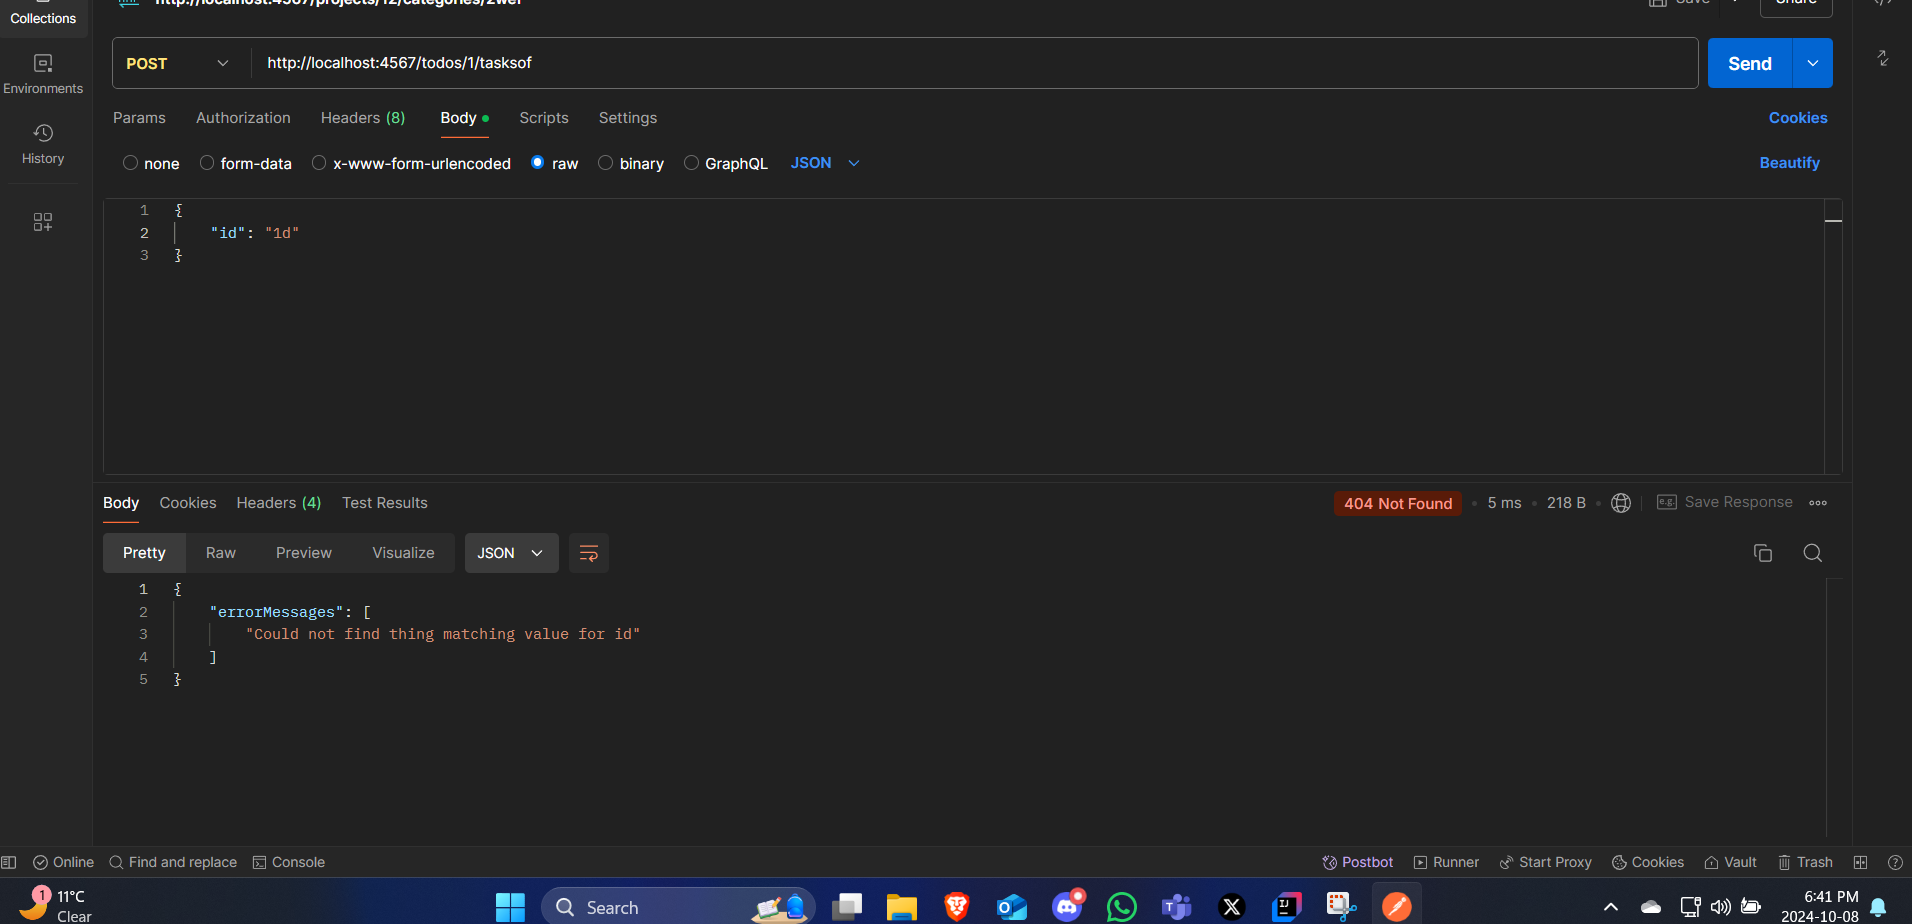 Collections
http://localhost:4567/projects/12/categories/2wef
Save
Share
Environments
History
POST http://localhost:4567/todos/1/tasksof Send
Params Authorization Headers (8) Body Scripts Settings Cookies
none form-data x-www-form-urlencoded raw binary GraphQL JSON Beautify
1 {
2 "id": "1d"
3 }
Body Cookies Headers (4) Test Results 404 Not Found 5 ms 218 B e.g. Save Response
Pretty Raw Preview Visualize JSON
1 {
2 "errorMessages": [
3 "Could not find thing matching value for id"
4 ]
5 }
Online Find and replace Console Postbot Runner Start Proxy Cookies Vault Trash
1 11°C
Clear
Search
6:41 PM
2024-10-08